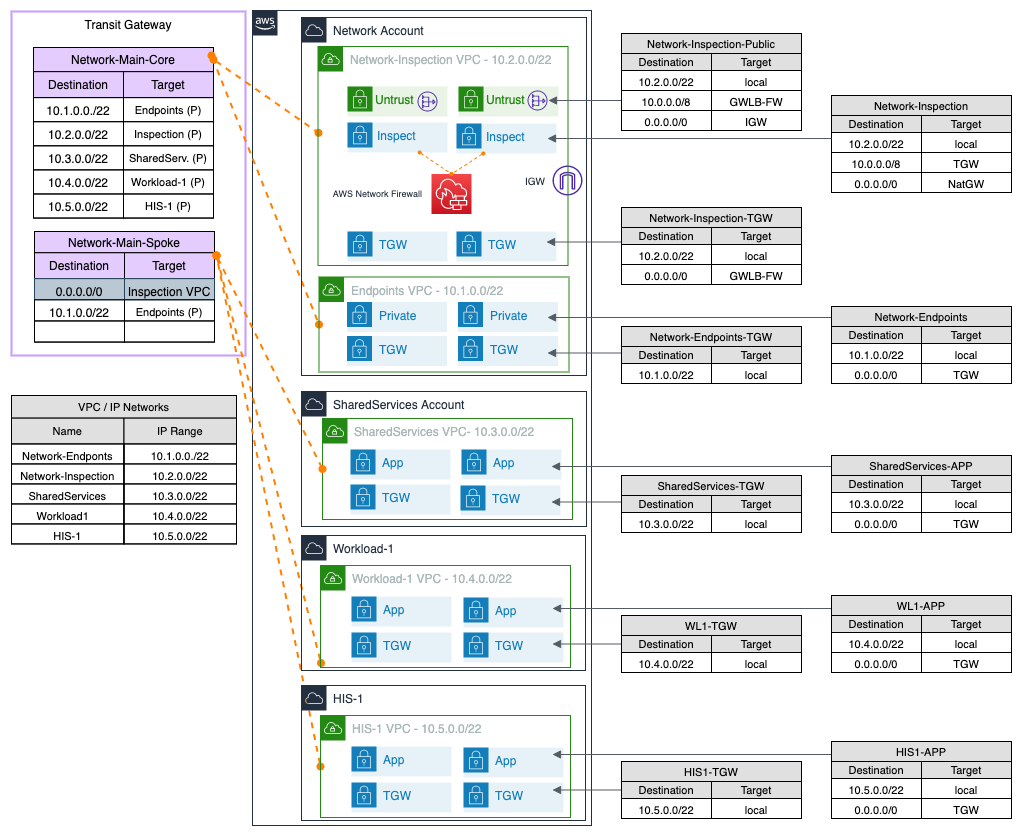 Transit Gateway
Network-Main-Core
Destination Target
10.1.0.0./22 Endpoints (P)
10.2.0.0/22 Inspection (P)
10.3.0.0/22 SharedServ. (P)
10.4.0.0/22 Workload-1 (P)
10.5.0.0/22 HIS-1 (P)
Network-Main-Spoke
Destination Target
0.0.0.0/0 Inspection VPC
10.1.0.0/22 Endpoints (P)
VPC / IP Networks
Name IP Range
Network-Endponts 10.1.0.0./22
Network-Inspection 10.2.0.0/22
SharedServices 10.3.0.0/22
Workload1 10.4.0.0/22
HIS-1 10.5.0.0/22
aws
Network Account
Network-Inspection VPC - 10.2.0.0/22
Untrust Untrust
Inspect Inspect
AWS Network Firewall
IGW
TGW TGW
Endpoints VPC - 10.1.0.0/22
Private Private
TGW TGW
SharedServices Account
SharedServices VPC- 10.3.0.0/22
App App
TGW TGW
Workload-1
Workload-1 VPC - 10.4.0.0/22
App App
TGW TGW
HIS-1
HIS-1 VPC - 10.5.0.0/22
App App
TGW TGW
Network-Inspection-Public
Destination Target
10.2.0.0/22 local
10.0.0.0/8 GWLB-FW
0.0.0.0/0 IGW
Network-Inspection
Destination Target
10.2.0.0/22 local
10.0.0.0/8 TGW
0.0.0.0/0 NatGW
Network-Inspection-TGW
Destination Target
10.2.0.0/22 local
0.0.0.0/0 GWLB-FW
Network-Endpoints
Destination Target
10.1.0.0/22 local
0.0.0.0/0 TGW
Network-Endpoints-TGW
Destination Target
10.1.0.0/22 local
SharedServices-APP
Destination Target
10.3.0.0/22 local
0.0.0.0/0 TGW
SharedServices-TGW
Destination Target
10.3.0.0/22 local
WL1-APP
Destination Target
10.4.0.0/22 local
0.0.0.0/0 TGW
WL1-TGW
Destination Target
10.4.0.0/22 local
HIS1-APP
Destination Target
10.5.0.0/22 local
0.0.0.0/0 TGW
HIS1-TGW
Destination Target
10.5.0.0/22 local